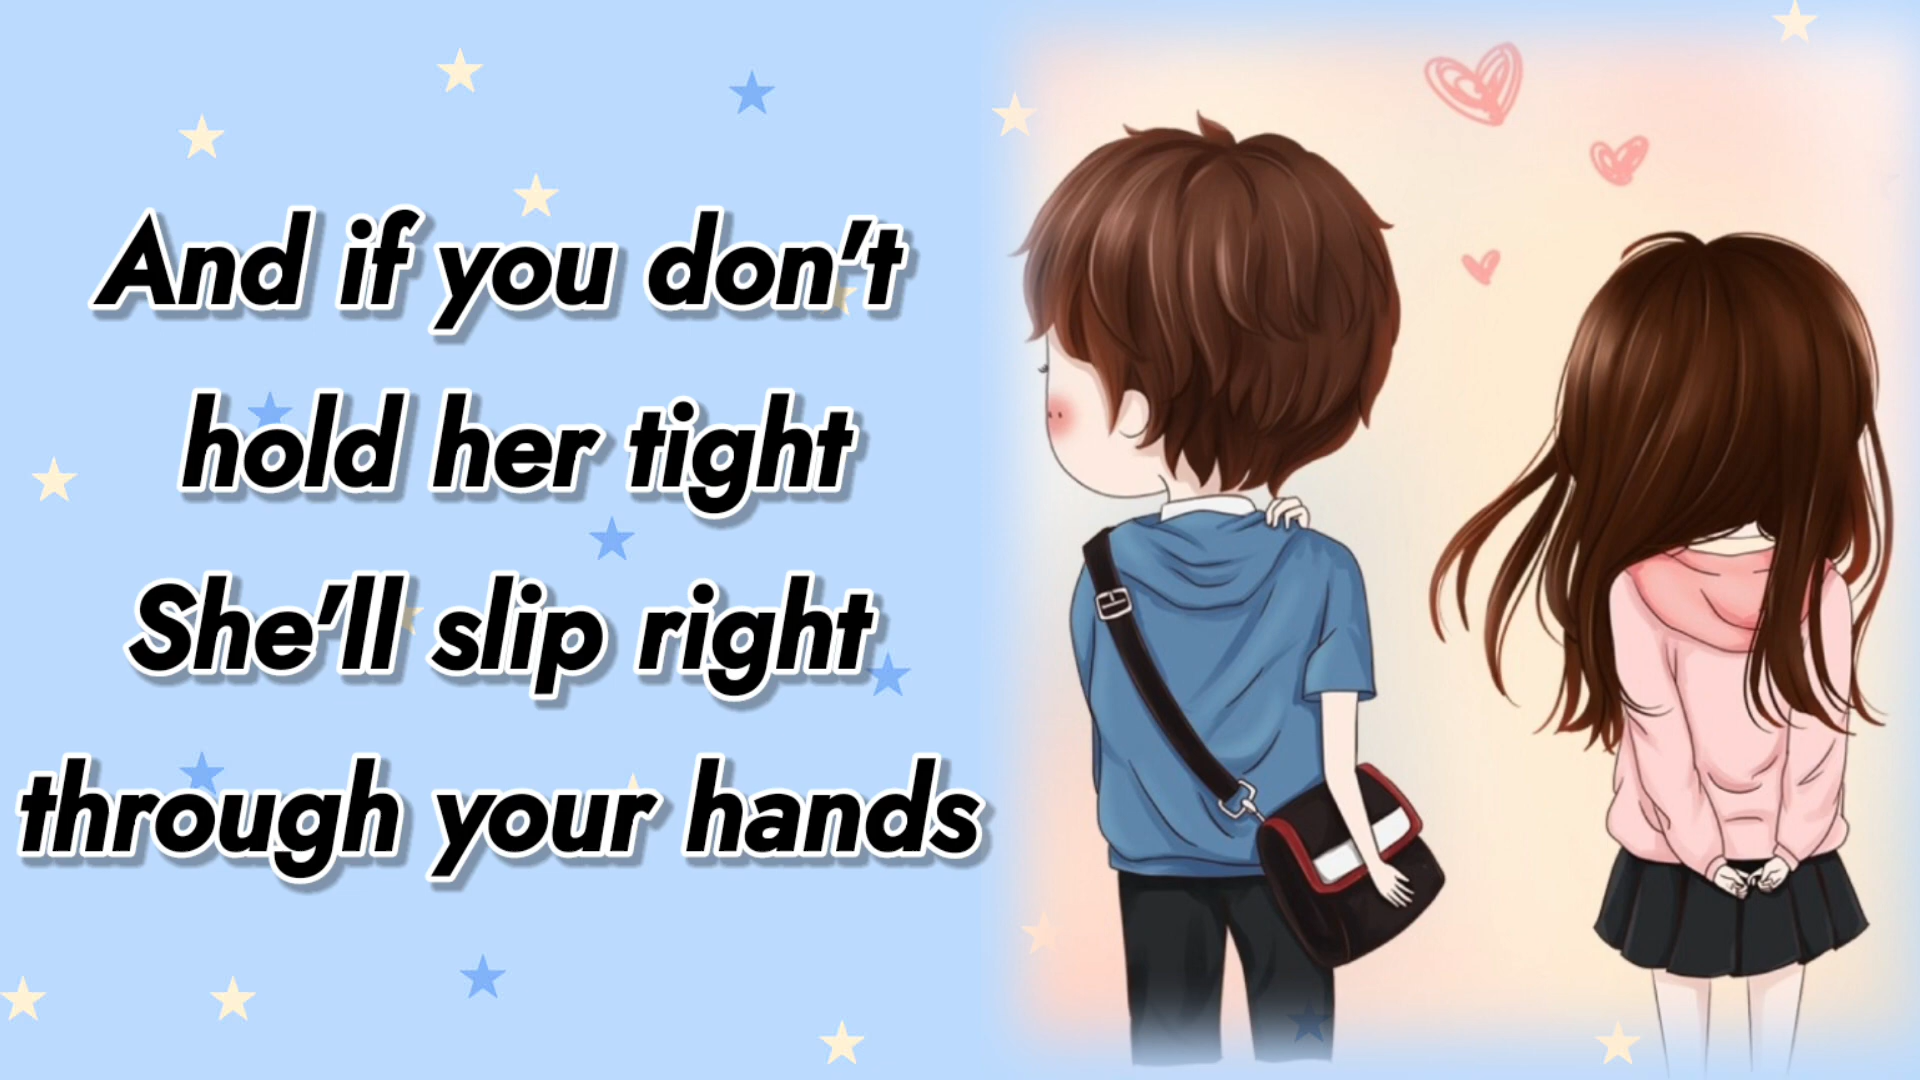 And if you don't
hold her tight
She'll slip right
through your hands